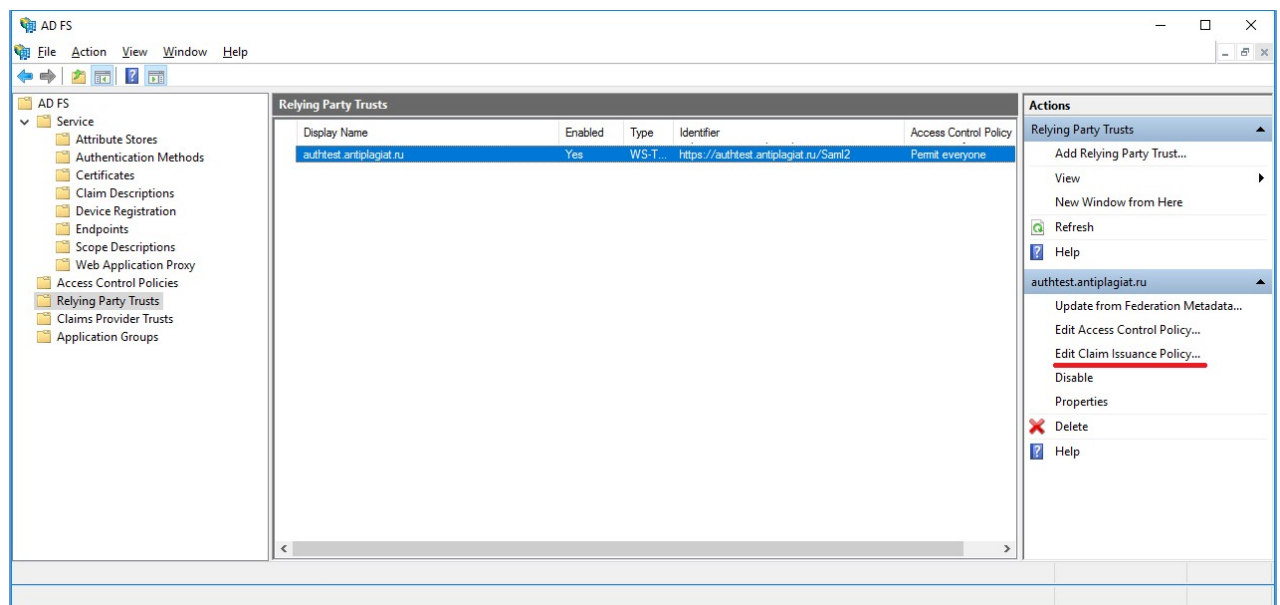 AD FS
File Action View Window Help
AD FS
Service
Attribute Stores
Authentication Methods
Certificates
Claim Descriptions
Device Registration
Endpoints
Scope Descriptions
Web Application Proxy
Access Control Policies
Relying Party Trusts
Claims Provider Trusts
Application Groups
Relying Party Trusts
Display Name Enabled Type Identifier Access Control Policy
authtest.antiplagiat.ru Yes WS-T... https://authtest.antiplagiat.ru/Saml2 Permit everyone
Actions
Relying Party Trusts
Add Relying Party Trust...
View
New Window from Here
Refresh
Help
authtest.antiplagiat.ru
Update from Federation Metadata...
Edit Access Control Policy...
Edit Claim Issuance Policy...
Disable
Properties
Delete
Help